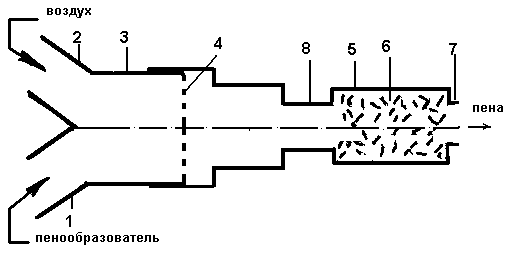 воздух
2 3 4 8 5 6 7
пена
1
пенообразователь